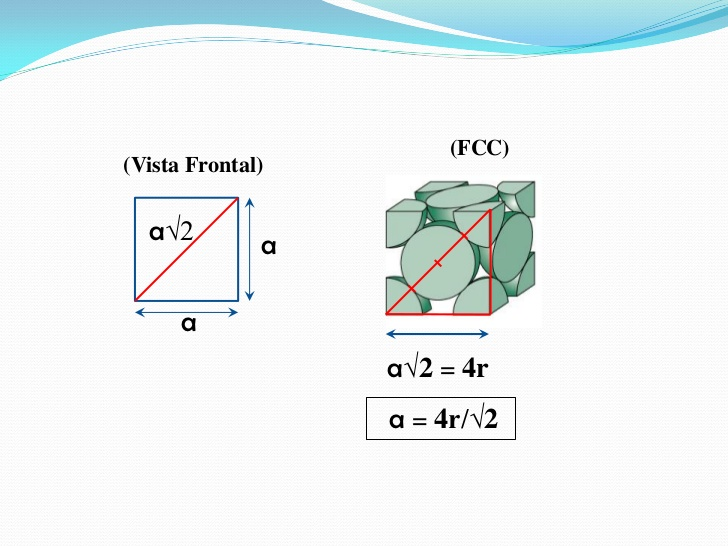 (Vista Frontal)
a√2
a
a
(FCC)
a√2 = 4r
a = 4r/√2